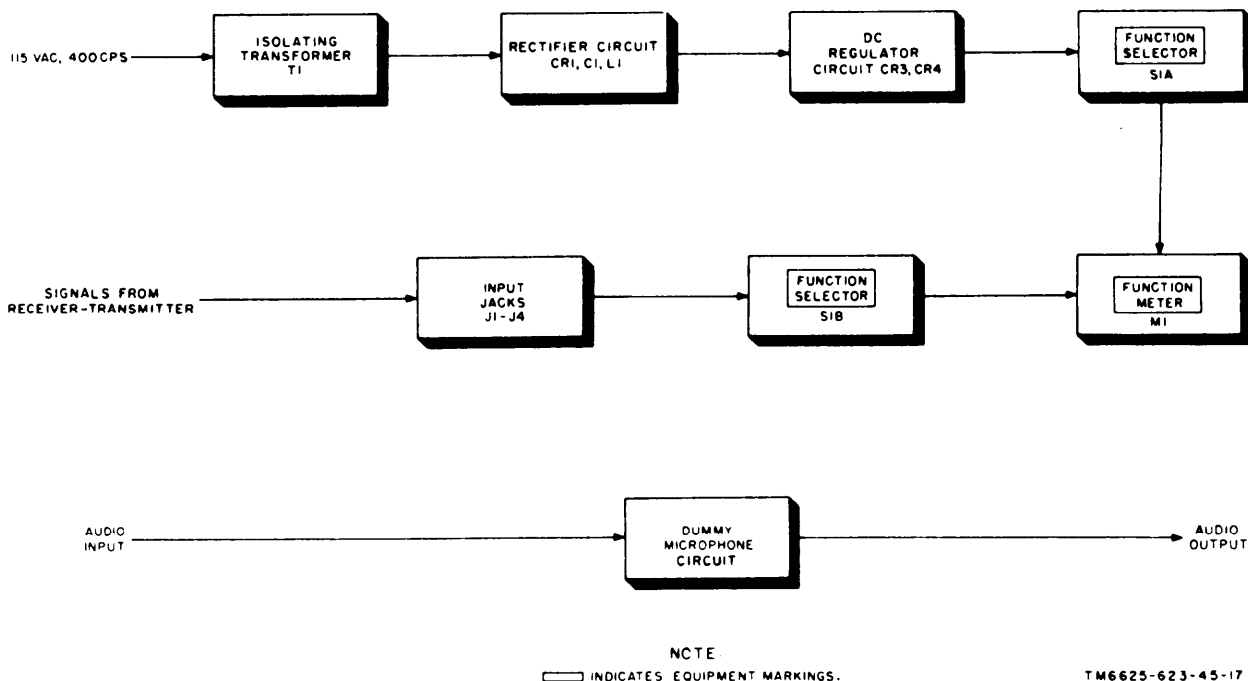 115 VAC, 400CPS
ISOLATING
TRANSFORMER
T1
RECTIFIER CIRCUIT
CR1, C1, L1
DC
REGULATOR
CIRCUIT CR3, CR4
FUNCTION
SELECTOR
S1A
SIGNALS FROM
RECEIVER-TRANSMITTER
INPUT
JACKS
J1-J4
FUNCTION
SELECTOR
S1B
FUNCTION
METER
M1
AUDIO
INPUT
DUMMY
MICROPHONE
CIRCUIT
AUDIO
OUTPUT
NOTE
INDICATES EQUIPMENT MARKINGS.
TM6625-623-45-17